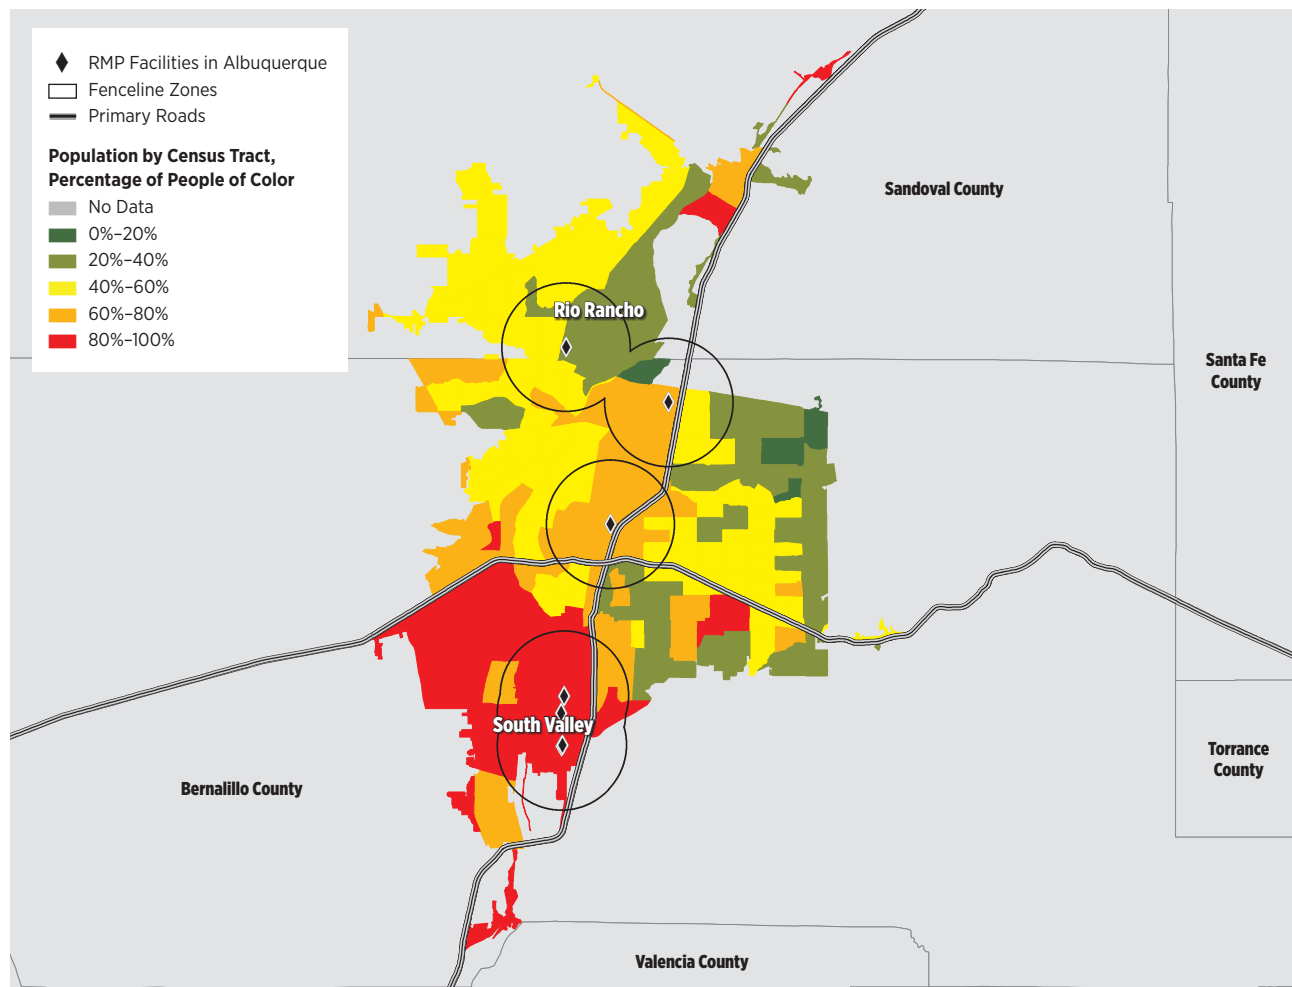 RMP Facilities in Albuquerque
Fenceline Zones
Primary Roads
Population by Census Tract,
Percentage of People of Color
No Data
0%–20%
20%–40%
40%–60%
60%–80%
80%–100%
Sandoval County
Rio Rancho
Santa Fe
County
South Valley
Torrance
County
Bernalillo County
Valencia County